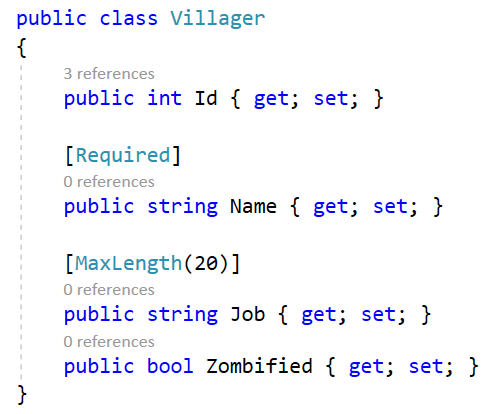 public class Villager
{
3 references
public int Id { get; set; }
[Required]
0 references
public string Name { get; set; }
[MaxLength(20)]
0 references
public string Job { get; set; }
0 references
public bool Zombified { get; set; }
}